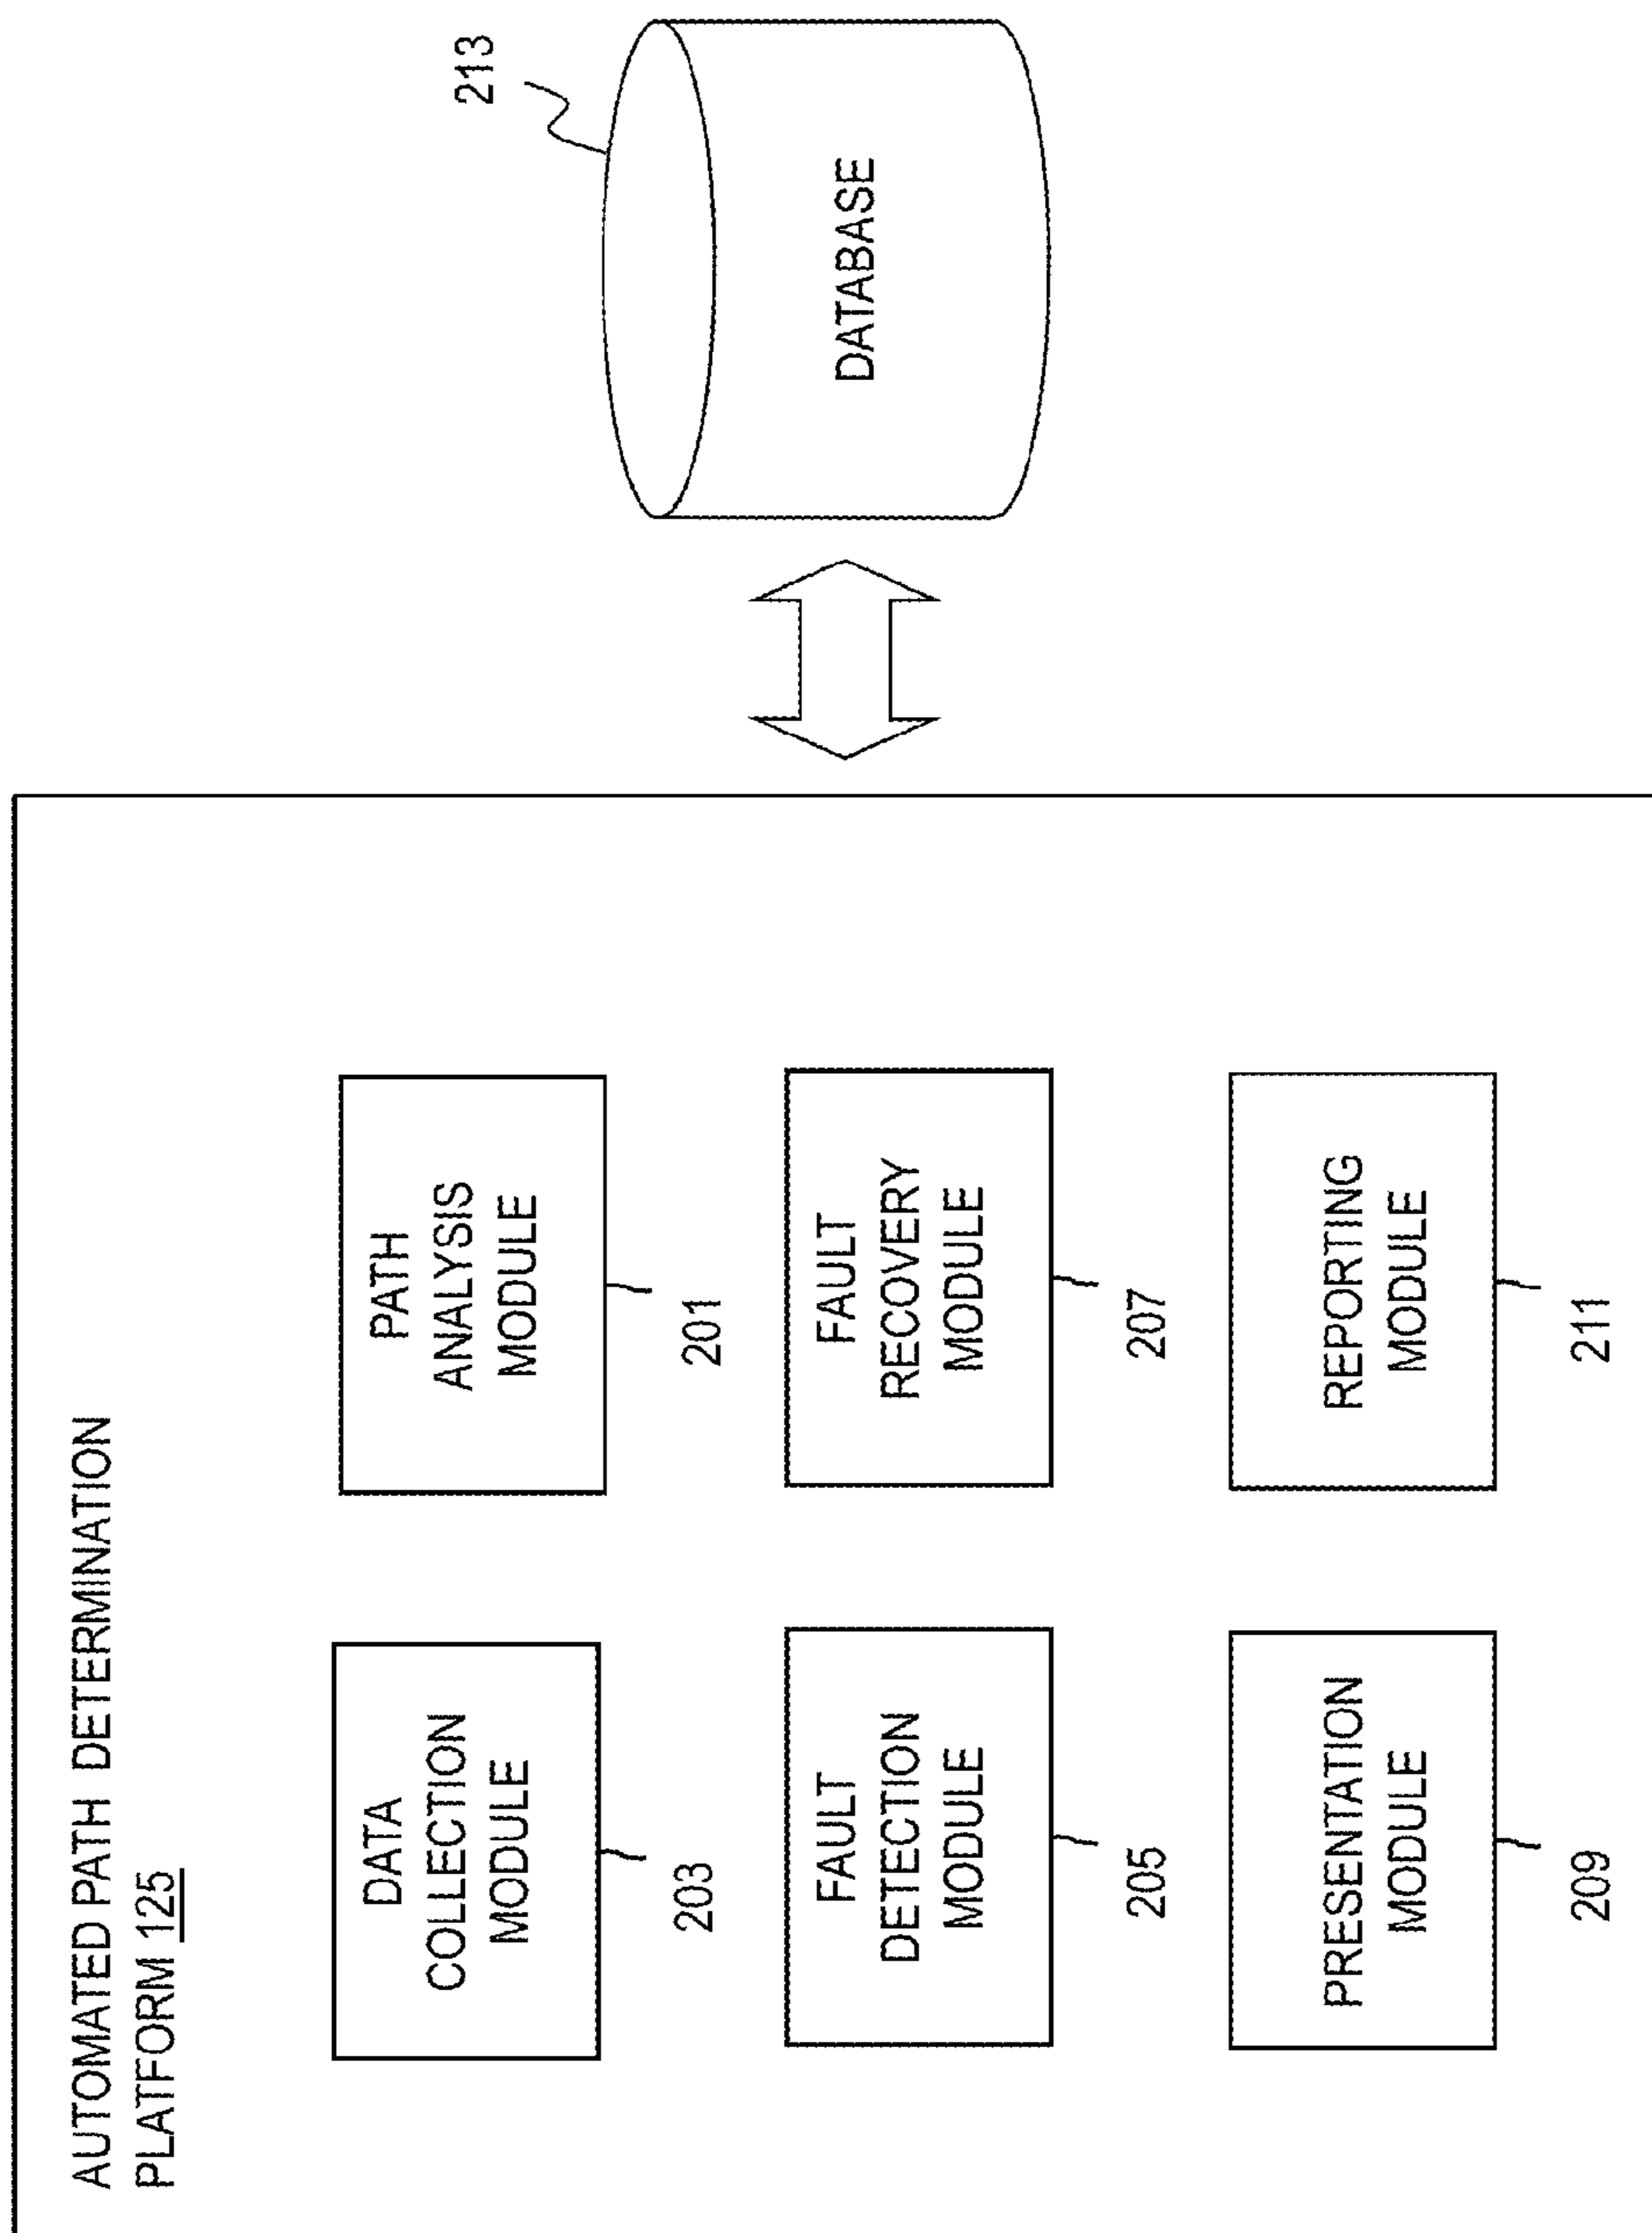 AUTOMATED PATH DETERMINATION
PLATFORM 125
DATA
COLLECTION
MODULE
203
PATH
ANALYSIS
MODULE
201
FAULT
DETECTION
MODULE
205
FAULT
RECOVERY
MODULE
207
PRESENTATION
MODULE
209
REPORTING
MODULE
211
213
DATABASE